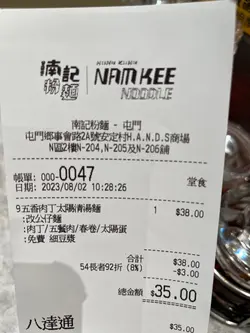 南記粉麵 NAM KEE NOODLE
南記粉麵 - 屯門
屯門鄉事會路2A號安定村H.A.N.D.S商場
N區2樓N-204,N-205及N-206舖
帳單: 000-0047
日期: 2023/08/02 10:28:26 堂食
9五香肉丁太陽清湯麵 1 $38.00
:改公仔麵
:肉丁/五餐肉/春卷/太陽蛋
:免費 細豆漿
合計 $38.00
54長者92折 (8%) -$3.00
總金額 $35.00
八達通 $35.00